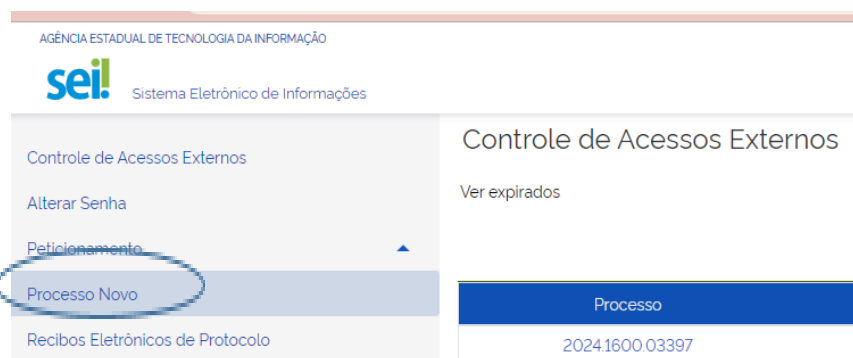 AGÊNCIA ESTADUAL DE TECNOLOGIA DA INFORMAÇÃO
sei!
Sistema Eletrônico de Informações
Controle de Acessos Externos
Alterar Senha
Peticionamento
Processo Novo
Recibos Eletrônicos de Protocolo
Controle de Acessos Externos
Ver expirados
Processo
2024.1600.03397